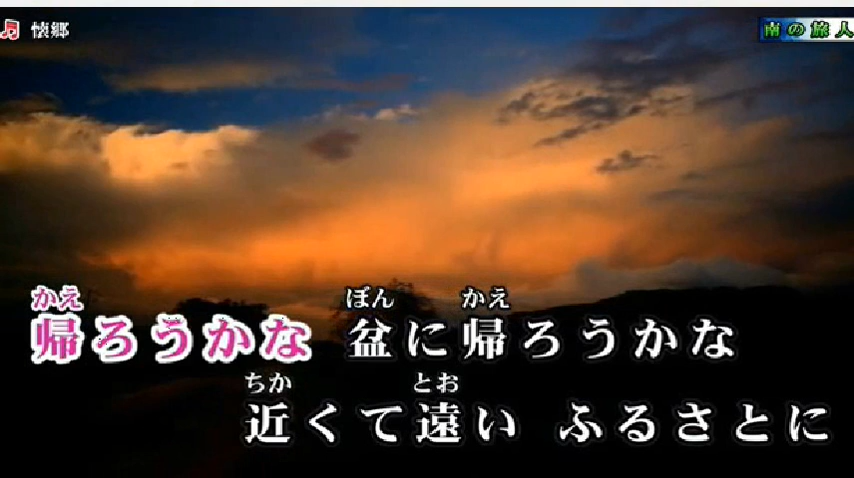 懐郷
南の旅人
かえ ぼん かえ
帰ろうかな 盆に帰ろうかな
ちか とお
近くて遠い ふるさとに